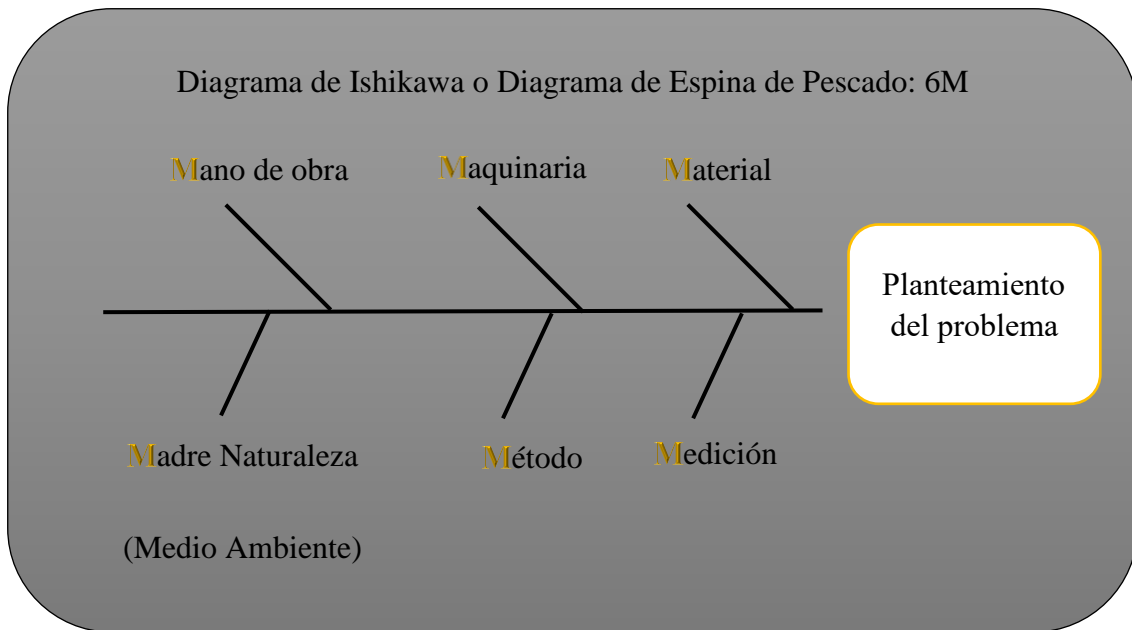 Diagrama de Ishikawa o Diagrama de Espina de Pescado: 6M
Mano de obra
Maquinaria
Material
Planteamiento
del problema
Madre Naturaleza
Método
Medición
(Medio Ambiente)